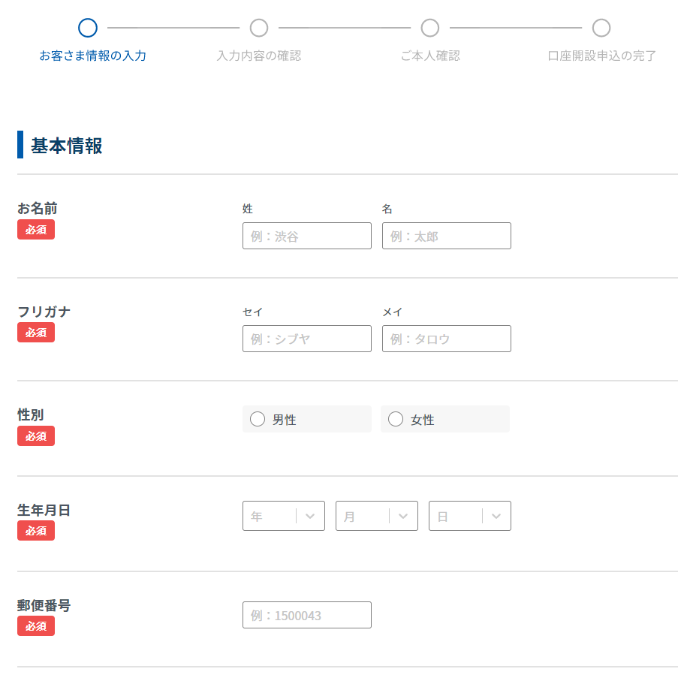 お客さま情報の入力 入力内容の確認 ご本人確認 口座開設申込の完了
基本情報
お名前
必須
姓 名
例：渋谷 例：太郎
フリガナ
必須
セイ メイ
例：シブヤ 例：タロウ
性別
必須
男性 女性
生年月日
必須
年 月 日
郵便番号
必須
例：1500043